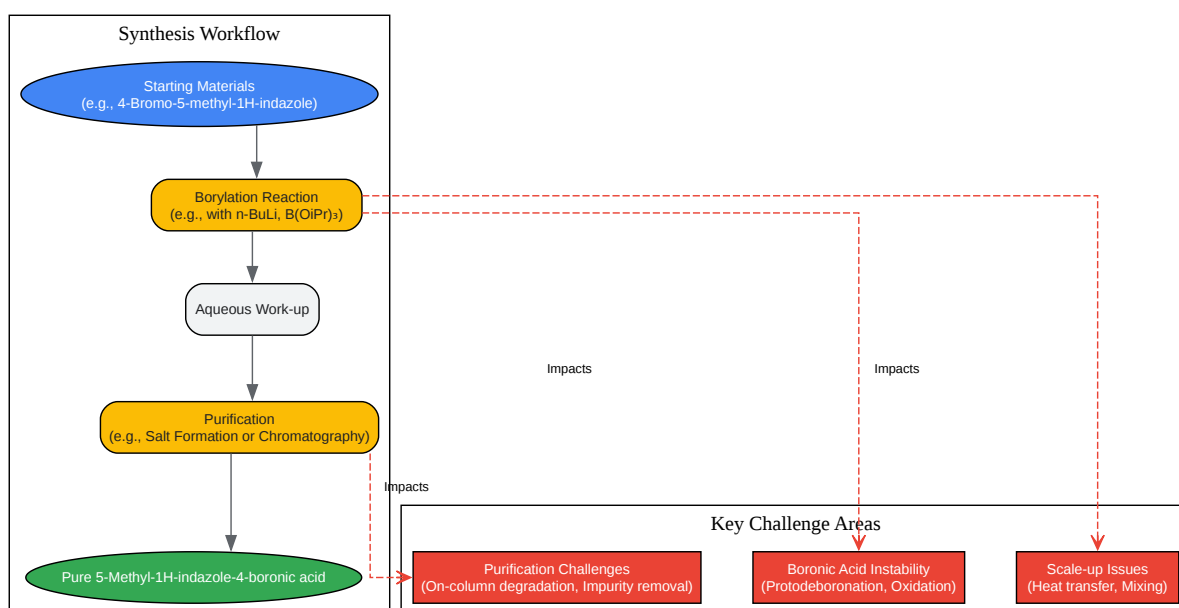 Synthesis Workflow
Starting Materials
(e.g., 4-Bromo-5-methyl-1H-indazole)
Borylation Reaction
(e.g., with n-BuLi, B(OiPr)₃)
Aqueous Work-up
Impacts
Impacts
Purification
(e.g., Salt Formation or Chromatography)
Impacts
Key Challenge Areas
Pure 5-Methyl-1H-indazole-4-boronic acid
Purification Challenges
(On-column degradation, Impurity removal)
Boronic Acid Instability
(Protodeboronation, Oxidation)
Scale-up Issues
(Heat transfer, Mixing)